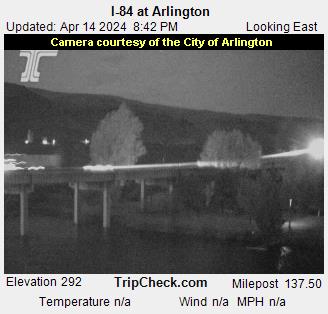 I-84 at Arlington
Updated: Apr 14 2024 8:42 PM Looking East
Camera courtesy of the City of Arlington
Elevation 292 TripCheck.com Milepost 137.50
Temperature n/a Wind n/a MPH n/a